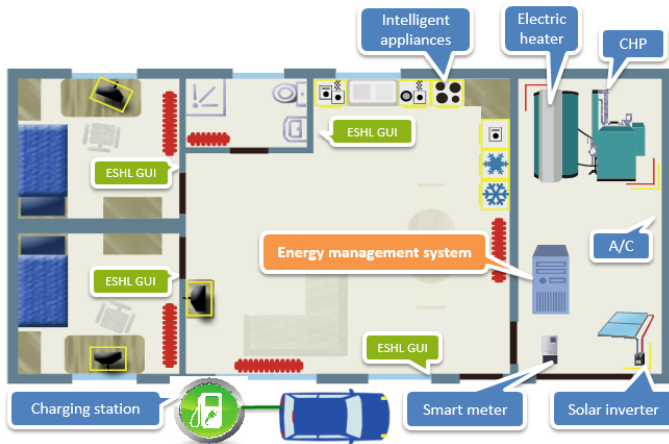 Intelligent
appliances
Electric
heater
CHP
ESHL GUI
ESHL GUI
A/C
Energy management system
ESHL GUI
ESHL GUI
Charging station
Smart meter
Solar inverter